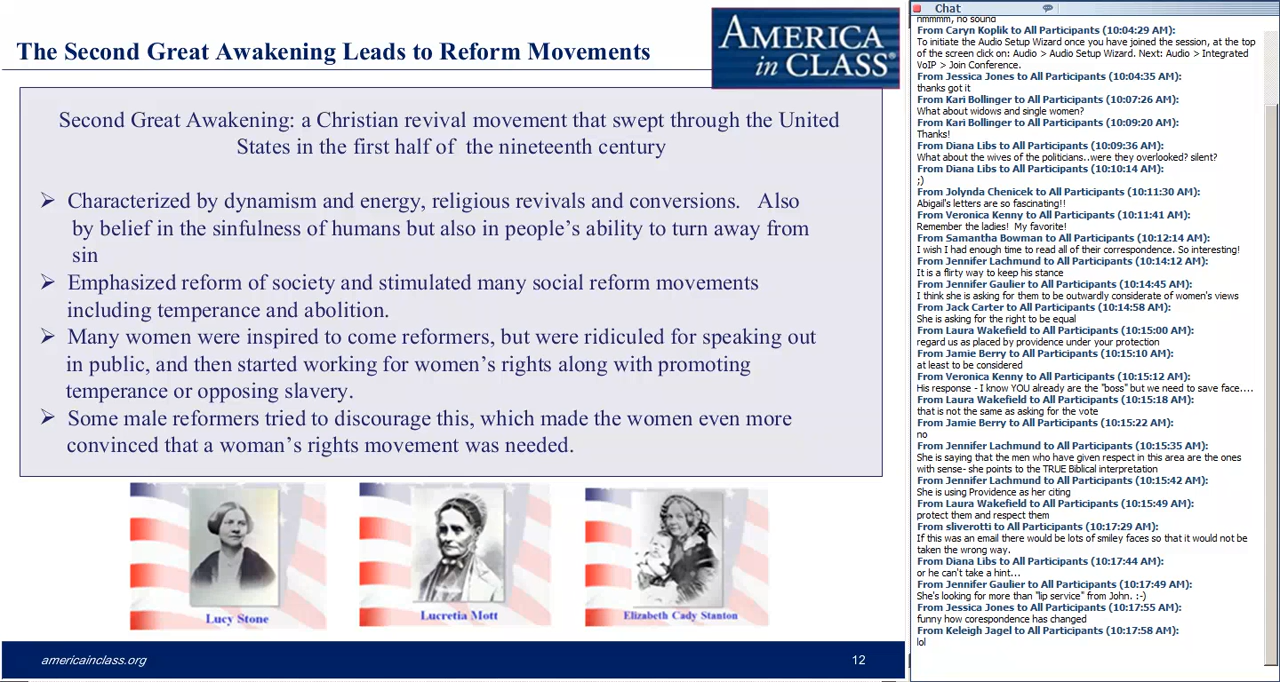 The Second Great Awakening Leads to Reform Movements
AMERICA
in CLASS®
Second Great Awakening: a Christian revival movement that swept through the United
States in the first half of the nineteenth century
➢ Characterized by dynamism and energy, religious revivals and conversions. Also
by belief in the sinfulness of humans but also in people's ability to turn away from
sin
➢ Emphasized reform of society and stimulated many social reform movements
including temperance and abolition.
➢ Many women were inspired to come reformers, but were ridiculed for speaking out
in public, and then started working for women's rights along with promoting
temperance or opposing slavery.
➢ Some male reformers tried to discourage this, which made the women even more
convinced that a woman's rights movement was needed.
Lucy Stone
Lucretia Mott
Elizabeth Cady Stanton
americainclass.org
12
Chat
hmmmm, no sound
From Caryn Koplik to All Participants (10:04:29 AM):
To initiate the Audio Setup Wizard once you have joined the session, at the top
of the screen click on: Audio > Audio Setup Wizard. Next: Audio > Integrated
VoIP > Join Conference.
From Jessica Jones to All Participants (10:04:35 AM):
thanks got it
From Kari Bollinger to All Participants (10:07:26 AM):
What about widows and single women?
From Kari Bollinger to All Participants (10:09:20 AM):
Thanks!
From Diana Libs to All Participants (10:09:36 AM):
What about the wives of the politicians..were they overlooked? silent?
From Diana Libs to All Participants (10:10:14 AM):
;)
From Jolynda Chenicek to All Participants (10:11:30 AM):
Abigail's letters are so fascinating!!
From Veronica Kenny to All Participants (10:11:41 AM):
Remember the ladies! My favorite!
From Samantha Bowman to All Participants (10:12:14 AM):
I wish I had enough time to read all of their correspondence. So interesting!
From Jennifer Lachmund to All Participants (10:14:12 AM):
It is a flirty way to keep his stance
From Jennifer Gaulier to All Participants (10:14:45 AM):
I think she is asking for them to be outwardly considerate of women's views
From Jack Carter to All Participants (10:14:58 AM):
She is asking for the right to be equal
From Laura Wakefield to All Participants (10:15:00 AM):
regard us as placed by providence under your protection
From Jamie Berry to All Participants (10:15:10 AM):
at least to be considered
From Veronica Kenny to All Participants (10:15:12 AM):
His response - I know YOU already are the "boss" but we need to save face....
From Laura Wakefield to All Participants (10:15:18 AM):
that is not the same as asking for the vote
From Jamie Berry to All Participants (10:15:22 AM):
no
From Jennifer Lachmund to All Participants (10:15:35 AM):
She is saying that the men who have given respect in this area are the ones
with sense- she points to the TRUE Biblical interpretation
From Jennifer Lachmund to All Participants (10:15:42 AM):
She is using Providence as her citing
From Laura Wakefield to All Participants (10:15:49 AM):
protect them and respect them
From sliverotti to All Participants (10:17:29 AM):
If this was an email there would be lots of smiley faces so that it would not be
taken the wrong way.
From Diana Libs to All Participants (10:17:44 AM):
or he can't take a hint...
From Jennifer Gaulier to All Participants (10:17:49 AM):
She's looking for more than "lip service" from John. :-)
From Jessica Jones to All Participants (10:17:55 AM):
funny how corespondence has changed
From Keleigh Jagel to All Participants (10:17:58 AM):
lol